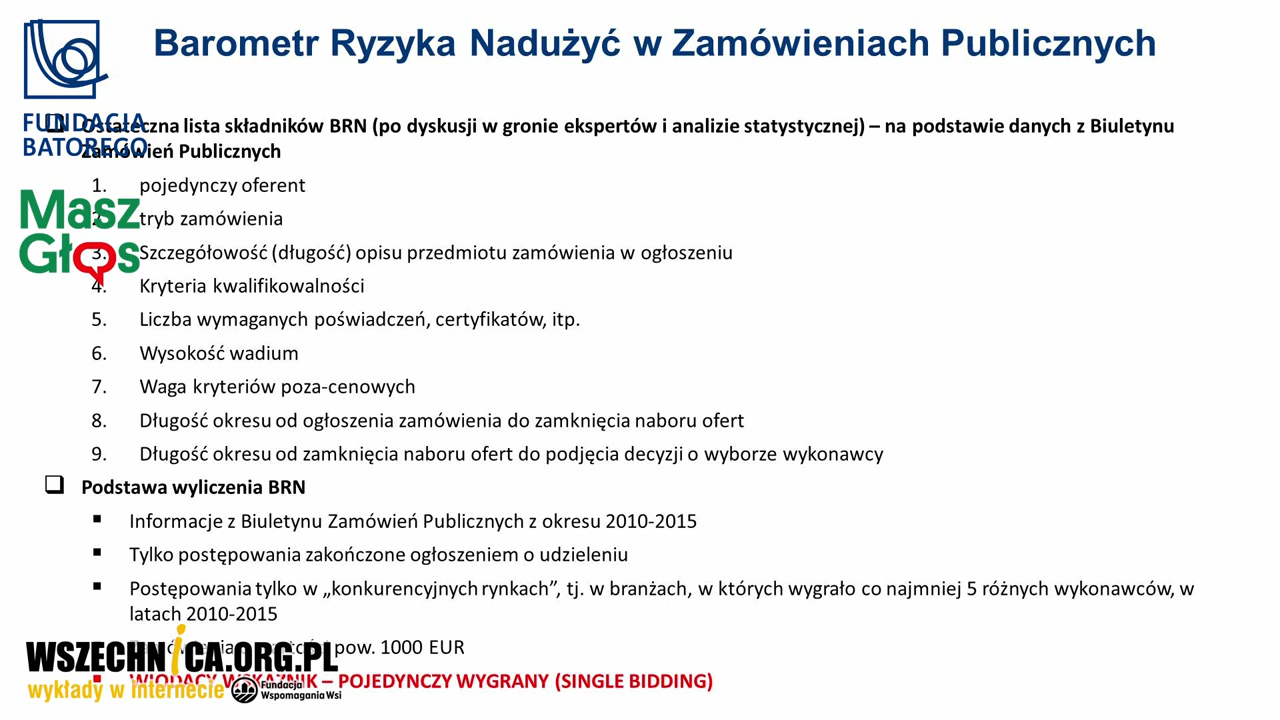 Barometr Ryzyka Nadużyć w Zamówieniach Publicznych
FUNDACJA
BATOREGO
Ostateczna lista składników BRN (po dyskusji w gronie ekspertów i analizie statystycznej) – na podstawie danych z Biuletynu
Zamówień Publicznych
Masz
Głos
1. pojedynczy oferent
2. tryb zamówienia
3. Szczegółowość (długość) opisu przedmiotu zamówienia w ogłoszeniu
4. Kryteria kwalifikowalności
5. Liczba wymaganych poświadczeń, certyfikatów, itp.
6. Wysokość wadium
7. Waga kryteriów poza-cenowych
8. Długość okresu od ogłoszenia zamówienia do zamknięcia naboru ofert
9. Długość okresu od zamknięcia naboru ofert do podjęcia decyzji o wyborze wykonawcy
Podstawa wyliczenia BRN
Informacje z Biuletynu Zamówień Publicznych z okresu 2010-2015
Tylko postępowania zakończone ogłoszeniem o udzieleniu
Postępowania tylko w „konkurencyjnych rynkach”, tj. w branżach, w których wygrało co najmniej 5 różnych wykonawców, w
latach 2010-2015
pow. 1000 EUR
WIODĄCY WSKAŹNIK – POJEDYNCZY WYGRANY (SINGLE BIDDING)
WSZECHNiCA.ORG.PL
wykłady w internecie
Fundacja
Wspomagania Wsi